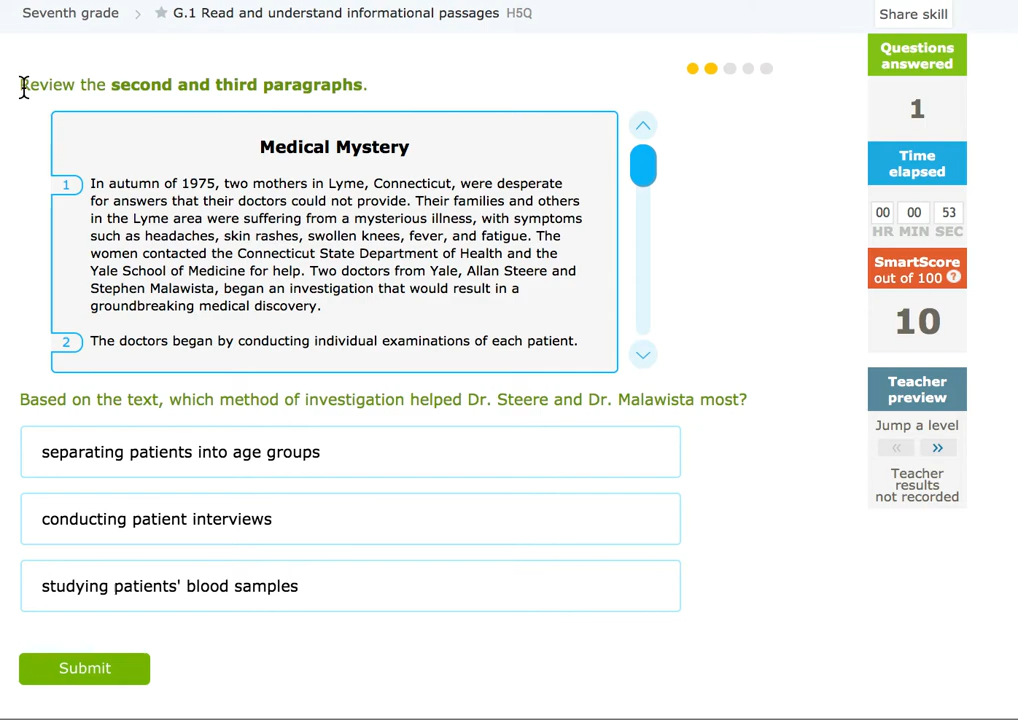 Seventh grade > G.1 Read and understand informational passages H5Q
Share skill
Review the second and third paragraphs.
Medical Mystery
1 In autumn of 1975, two mothers in Lyme, Connecticut, were desperate
for answers that their doctors could not provide. Their families and others
in the Lyme area were suffering from a mysterious illness, with symptoms
such as headaches, skin rashes, swollen knees, fever, and fatigue. The
women contacted the Connecticut State Department of Health and the
Yale School of Medicine for help. Two doctors from Yale, Allan Steere and
Stephen Malawista, began an investigation that would result in a
groundbreaking medical discovery.
2 The doctors began by conducting individual examinations of each patient.
Based on the text, which method of investigation helped Dr. Steere and Dr. Malawista most?
separating patients into age groups
conducting patient interviews
studying patients' blood samples
Submit
Questions
answered
1
Time
elapsed
00 00 53
HR MIN SEC
SmartScore
out of 100 ?
10
Teacher
preview
Jump a level
« »
Teacher
results
not recorded